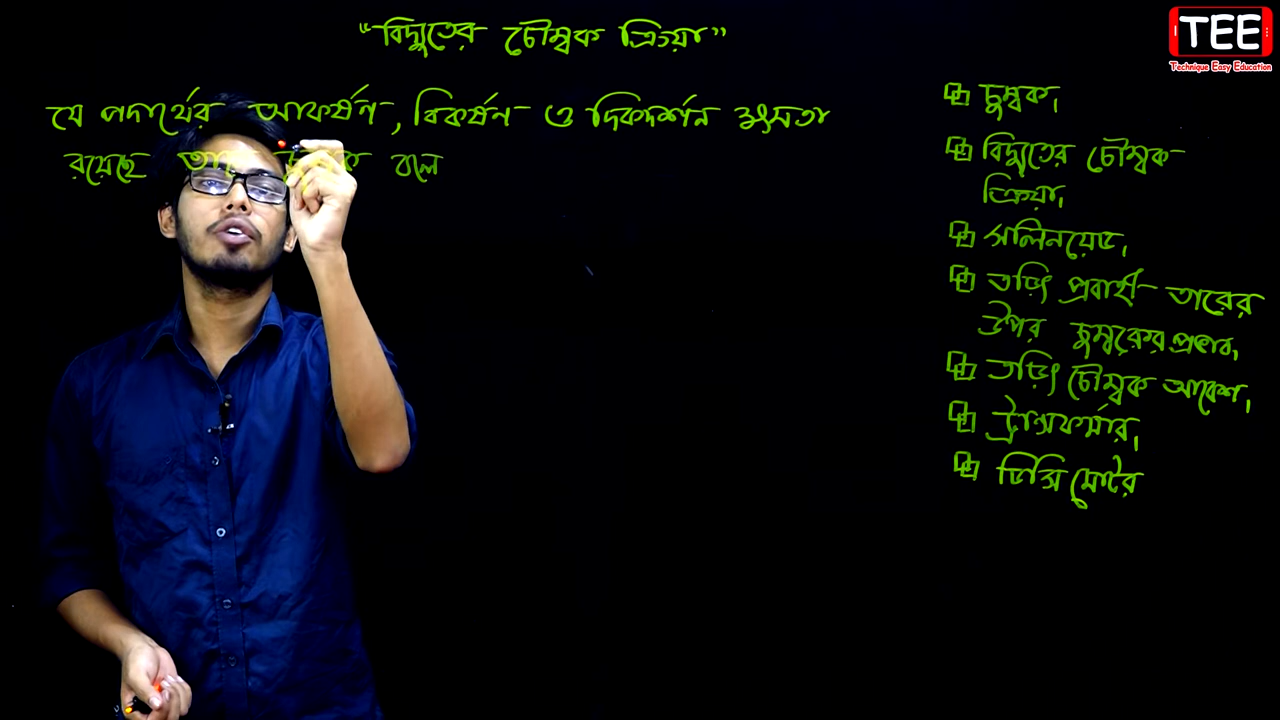 “বিদ্যুতের চৌম্বক ক্রিয়া”
TEE
Technique Easy Education
যে পদার্থের আকর্ষণ, বিকর্ষণ ও দিকদর্শন ক্ষমতা
রয়েছে বলে
চুম্বক।
বিদ্যুতের চৌম্বক
ক্রিয়া।
সলিনয়েড।
তড়িৎ প্রবাহী তারের
উপর চুম্বকের প্রভাব।
তড়িৎ চৌম্বক আবেশ।
ট্রান্সফর্মার।
ডিসি মোটর